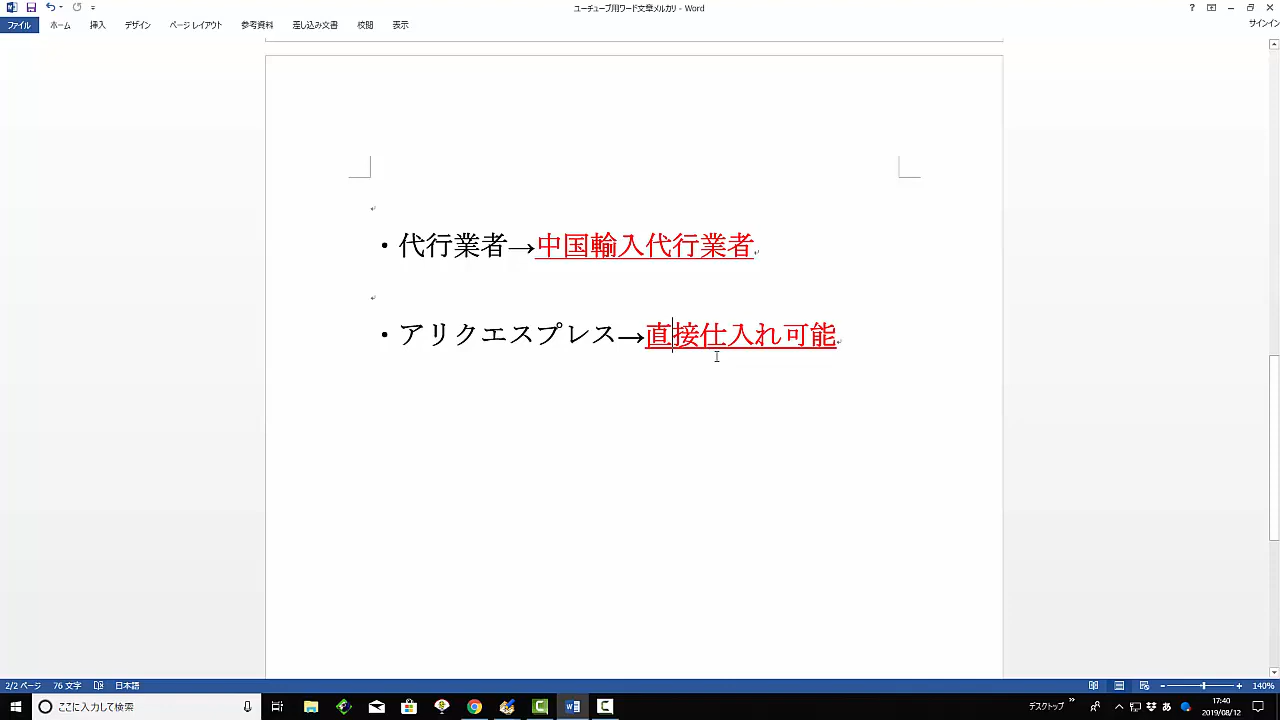 ユーチューブ用ワード文章メルカリ - Word
ファイル ホーム 挿入 デザイン ページ レイアウト 参考資料 差し込み文書 校閲 表示
サインイン
・代行業者→中国輸入代行業者
・アリクエスプレス→直接仕入れ可能
2/2 ページ 76 文字 日本語
140%
ここに入力して検索
デスクトップ
あ
17:40
2019/08/12